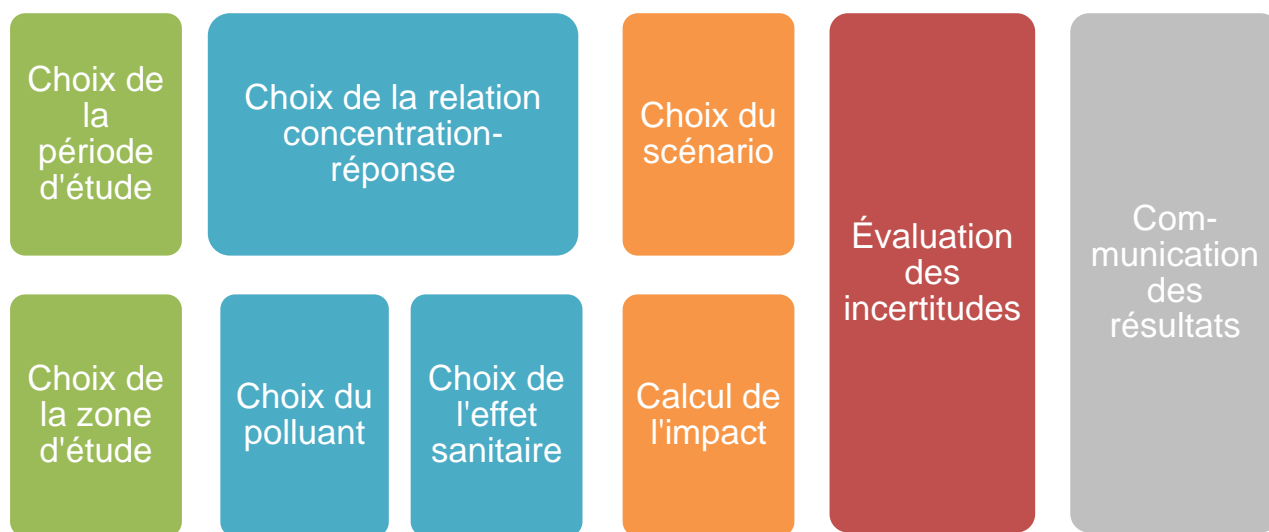 Choix de
la
période
d'étude
Choix de la relation
concentration-
réponse
Choix du
scénario
Évaluation
des
incertitudes
Com-
munication
des
résultats
Choix de
la zone
d'étude
Choix du
polluant
Choix de
l'effet
sanitaire
Calcul de
l'impact